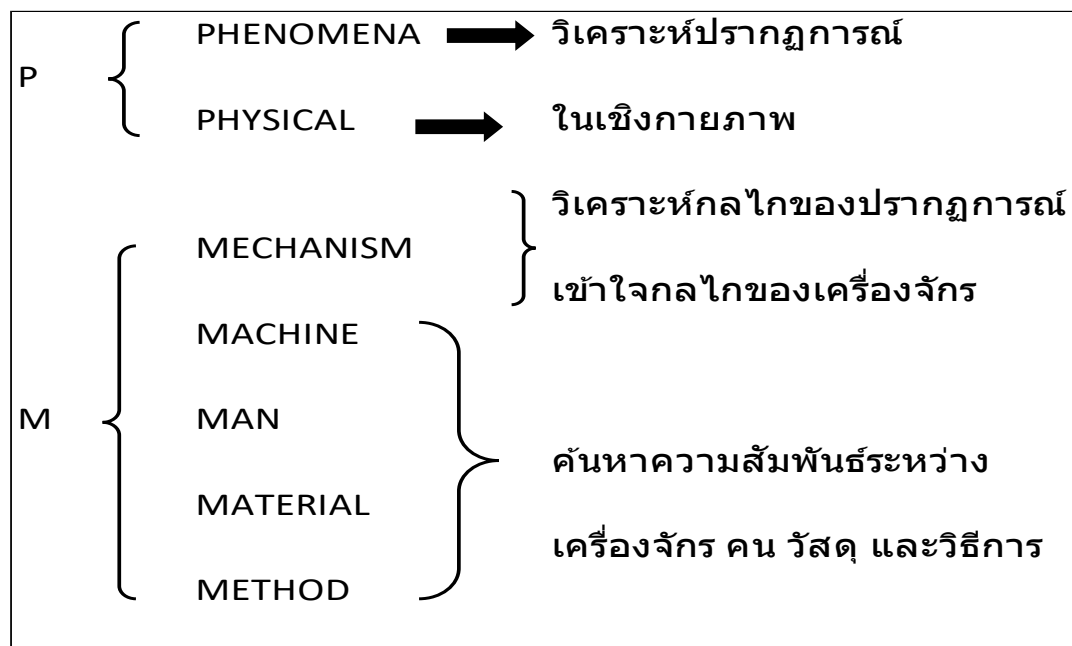 PHENOMENA วิเคราะห์ปรากฏการณ์
P
PHYSICAL ในเชิงกายภาพ
วิเคราะห์กลไกของปรากฏการณ์
MECHANISM
เข้าใจกลไกของเครื่องจักร
MACHINE
M MAN
ค้นหาความสัมพันธ์ระหว่าง
MATERIAL
เครื่องจักร คน วัสดุ และวิธีการ
METHOD